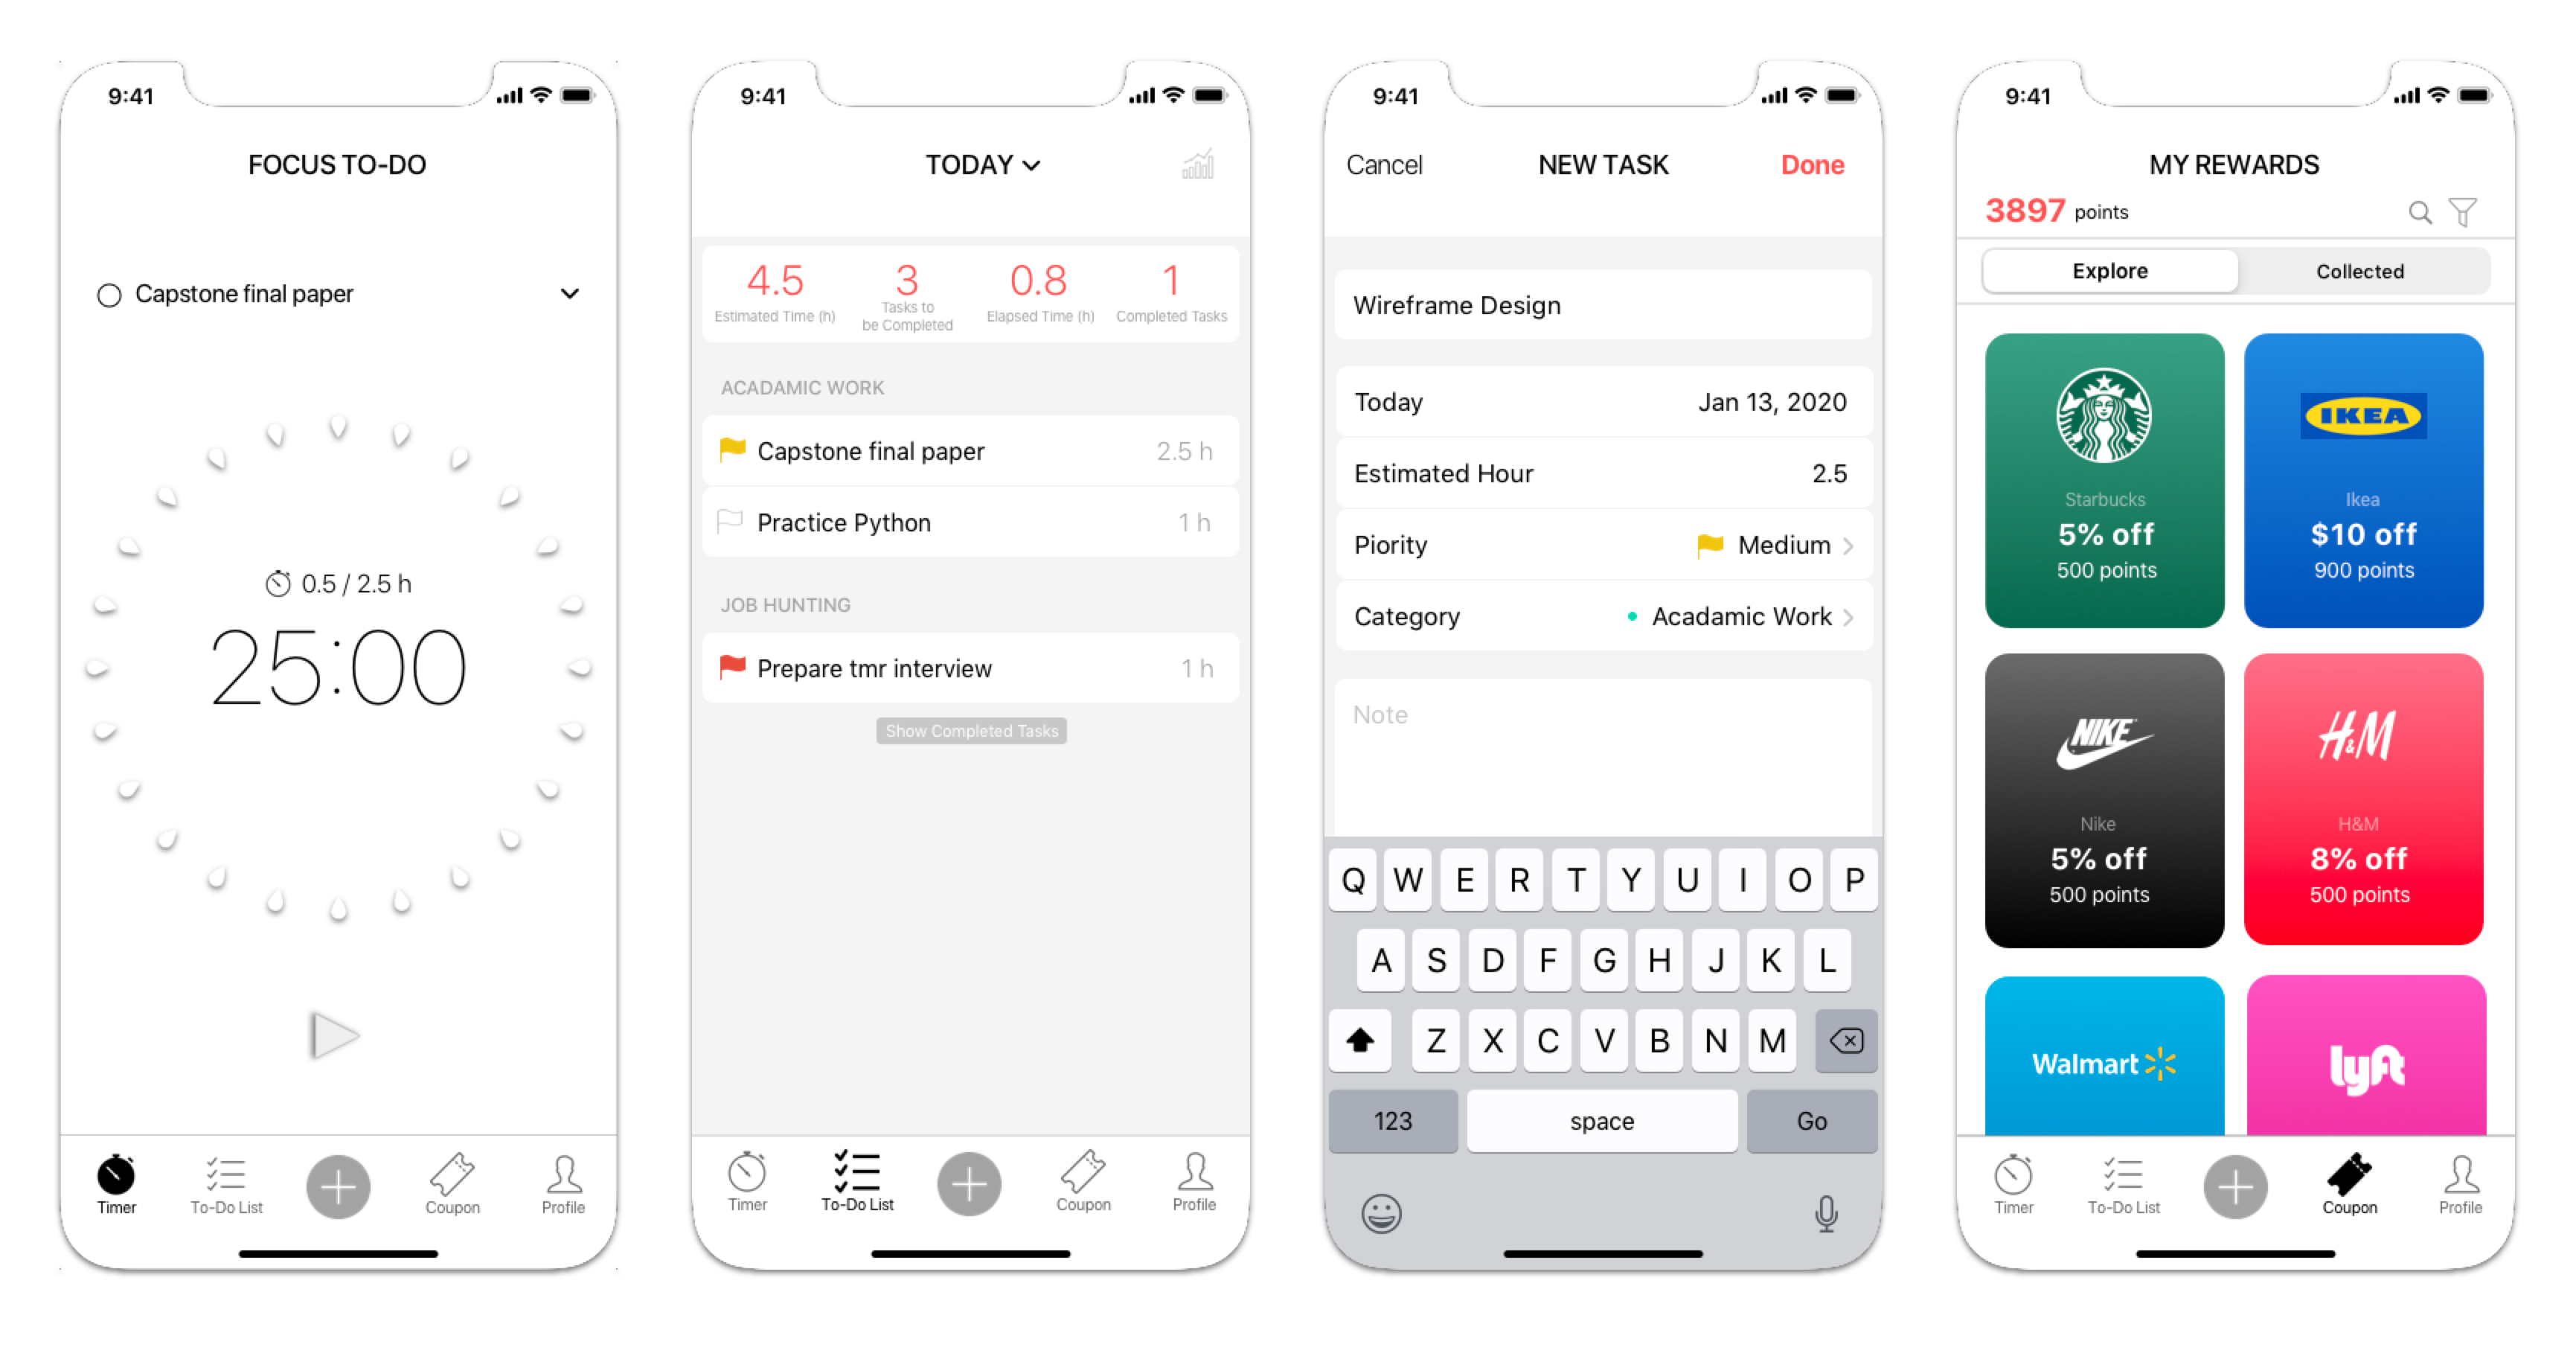 9:41
FOCUS TO-DO
Capstone final paper
0.5 / 2.5 h
25:00
Timer
To-Do List
Coupon
Profile
9:41
TODAY
4.5
Estimated Time (h)
3
Tasks to
be Completed
0.8
Elapsed Time (h)
1
Completed Tasks
ACADAMIC WORK
Capstone final paper 2.5 h
Practice Python 1 h
JOB HUNTING
Prepare tmr interview 1 h
Show Completed Tasks
Timer
To-Do List
Coupon
Profile
9:41
Cancel NEW TASK Done
Wireframe Design
Today Jan 13, 2020
Estimated Hour 2.5
Piority Medium
Category Acadamic Work
Note
Q W E R T Y U I O P
A S D F G H J K L
Z X C V B N M
123 space Go
9:41
MY REWARDS
3897 points
Explore Collected
Starbucks
5% off
500 points
IKEA
Ikea
$10 off
900 points
NIKE
Nike
5% off
500 points
H&M
H&M
8% off
500 points
Walmart
lyft
Timer
To-Do List
Coupon
Profile